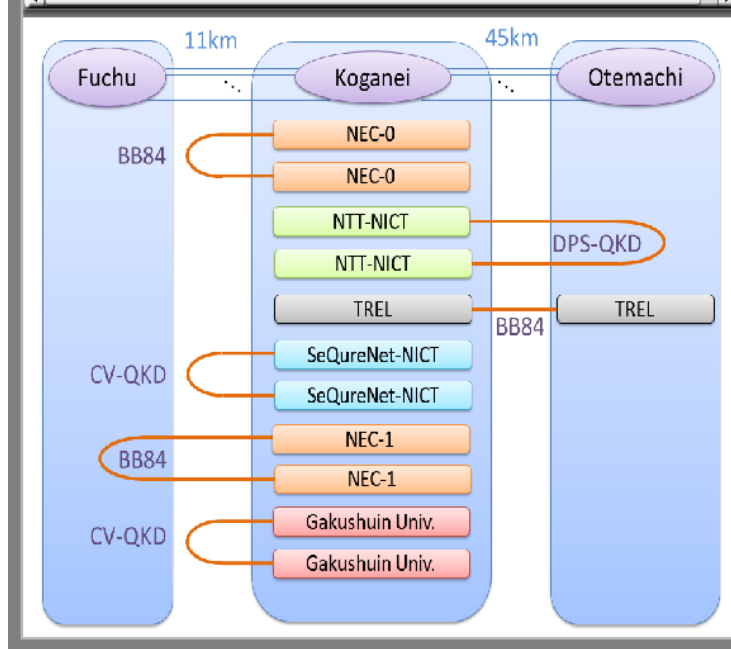 11km
45km
Fuchu
Koganei
Otemachi
NEC-0
BB84
NEC-0
NTT-NICT
DPS-QKD
NTT-NICT
TREL
TREL
BB84
SeQureNet-NICT
CV-QKD
SeQureNet-NICT
NEC-1
BB84
NEC-1
Gakushuin Univ.
CV-QKD
Gakushuin Univ.